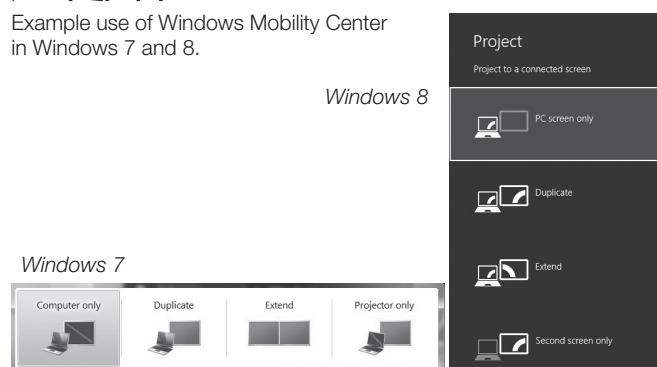 Example use of Windows Mobility Center
in Windows 7 and 8.
Windows 8
Project
Project to a connected screen
PC screen only
Duplicate
Extend
Second screen only
Windows 7
Computer only
Duplicate
Extend
Projector only